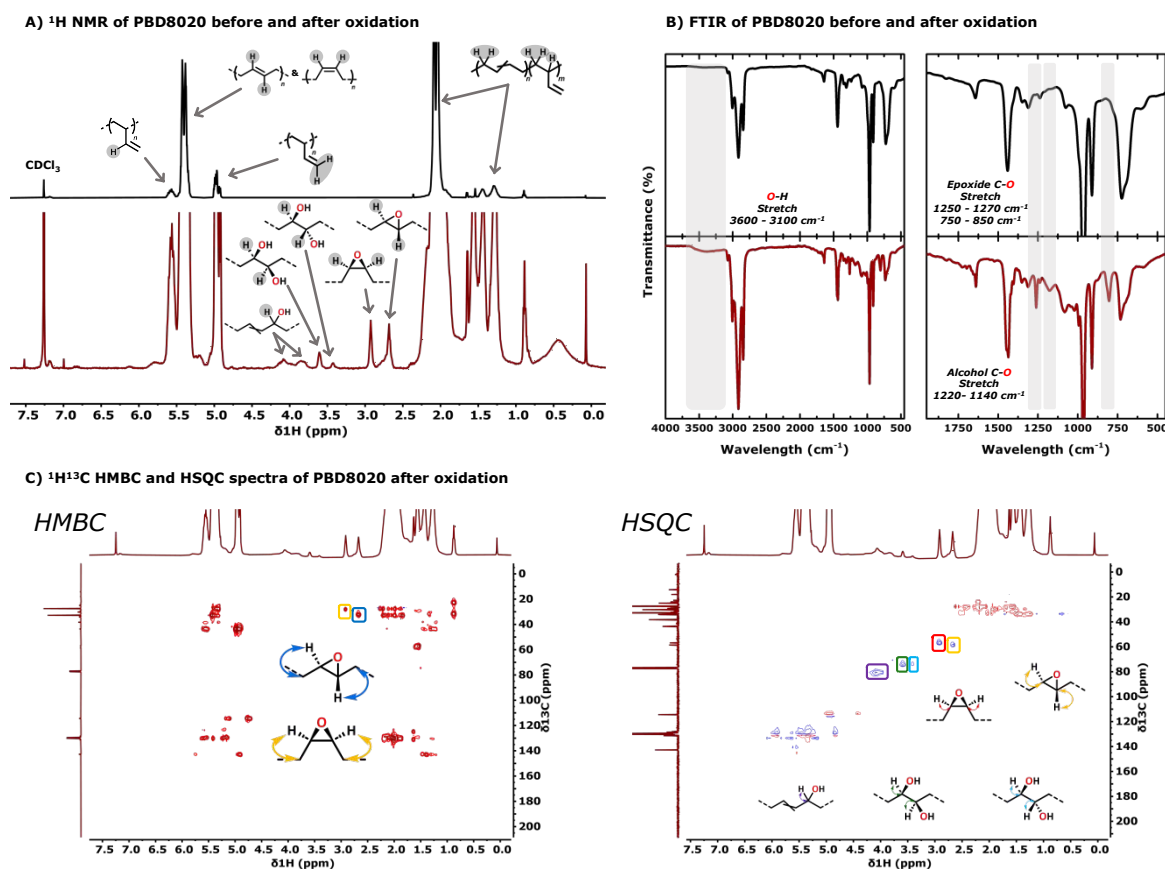 A) ¹H NMR of PBD8020 before and after oxidation
H
n
&
H
H H
n
H
H H
H
n
m
n
H
CDCl₃
n
H
H
H OH
H OH
H OH
H OH
H O
H
H O H
H OH
7.5 7.0 6.5 6.0 5.5 5.0 4.5 4.0 3.5 3.0 2.5 2.0 1.5 1.0 0.5 0.0
δ1H (ppm)
B) FTIR of PBD8020 before and after oxidation
Transmittance (%)
O-H
Stretch
3600 - 3100 cm⁻¹
Epoxide C-O
Stretch
1250 - 1270 cm⁻¹
750 - 850 cm⁻¹
Alcohol C-O
Stretch
1220- 1140 cm⁻¹
4000 3500 3000 2500 2000 1500 1000 500
Wavelength (cm⁻¹)
1750 1500 1250 1000 750 500
Wavelength (cm⁻¹)
C) ¹H¹³C HMBC and HSQC spectra of PBD8020 after oxidation
HMBC
0
20
40
60
80
100
120
140
160
180
200
δ13C (ppm)
H O
H
H O H
7.5 7.0 6.5 6.0 5.5 5.0 4.5 4.0 3.5 3.0 2.5 2.0 1.5 1.0 0.5 0.0
δ1H (ppm)
HSQC
0
20
40
60
80
100
120
140
160
180
200
δ13C (ppm)
H O
H
H O H
H OH
H OH
H OH
H OH
H OH
7.5 7.0 6.5 6.0 5.5 5.0 4.5 4.0 3.5 3.0 2.5 2.0 1.5 1.0 0.5 0.0
δ1H (ppm)